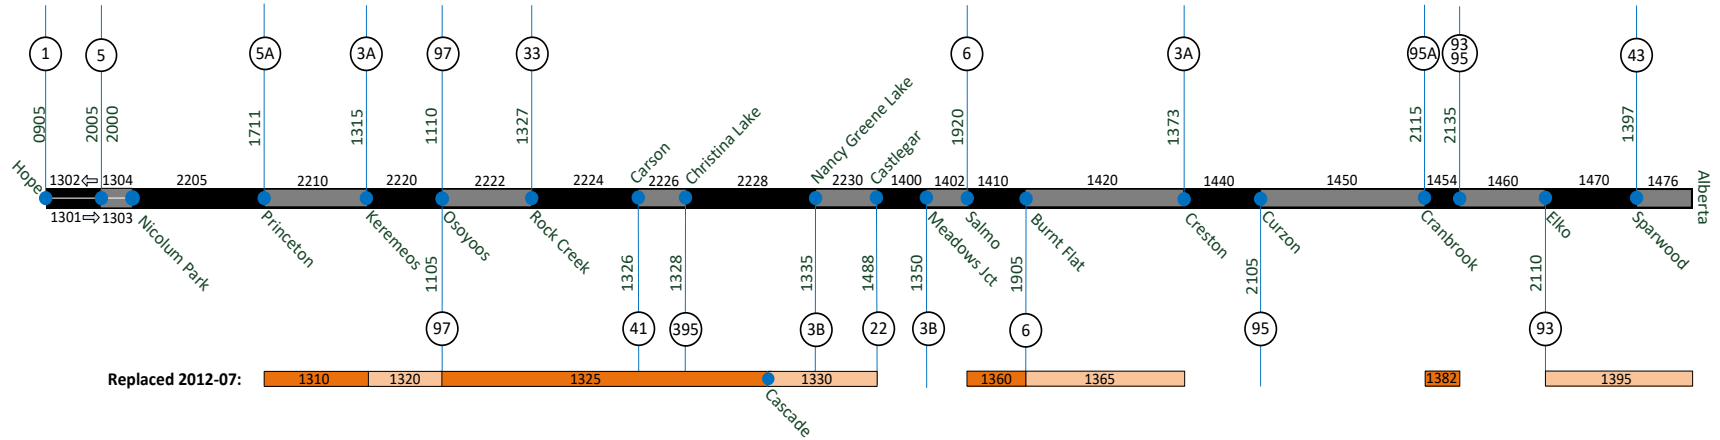 1 5 5A 3A 97 33 6 3A 95A 93 43
95
0905 2005 2000 1711 1315 1110 1327 1920 1373 2115 2135 1397
Hope Carson Christina Lake Nancy Greene Lake Castlegar Alberta
1302⇦ 1304 2205 2210 2220 2222 2224 2226 2228 2230 1400 1402 1410 1420 1440 1450 1454 1460 1470 1476
1301⇨ 1303
Nicolum Park Princeton Keremeos Osoyoos Rock Creek Meadows Jct Salmo Burnt Flat Creston Curzon Cranbrook Elko Sparwood
1105 1326 1328 1335 1488 1350 1905 2105 2110
97 41 395 3B 22 3B 6 95 93
Replaced 2012-07: 1310 1320 1325 1330 1360 1365 1382 1395
Cascade